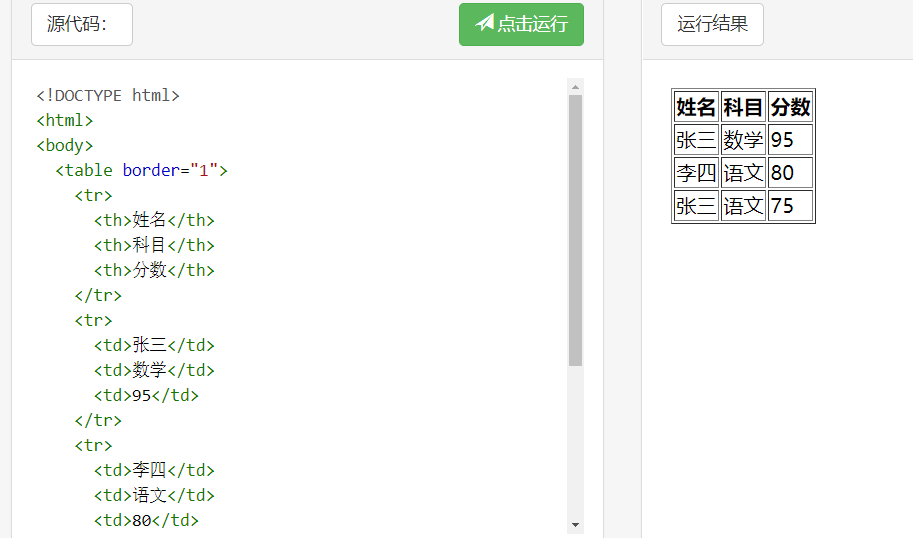 源代码：
点击运行
<!DOCTYPE html>
<html>
<body>
<table border="1">
<tr>
<th>姓名</th>
<th>科目</th>
<th>分数</th>
</tr>
<tr>
<td>张三</td>
<td>数学</td>
<td>95</td>
</tr>
<tr>
<td>李四</td>
<td>语文</td>
<td>80</td>
运行结果
姓名 科目 分数
张三 数学 95
李四 语文 80
张三 语文 75